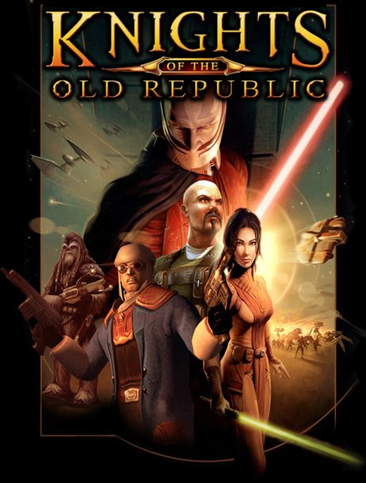 KNIGHTS
OF THE
OLD REPUBLIC